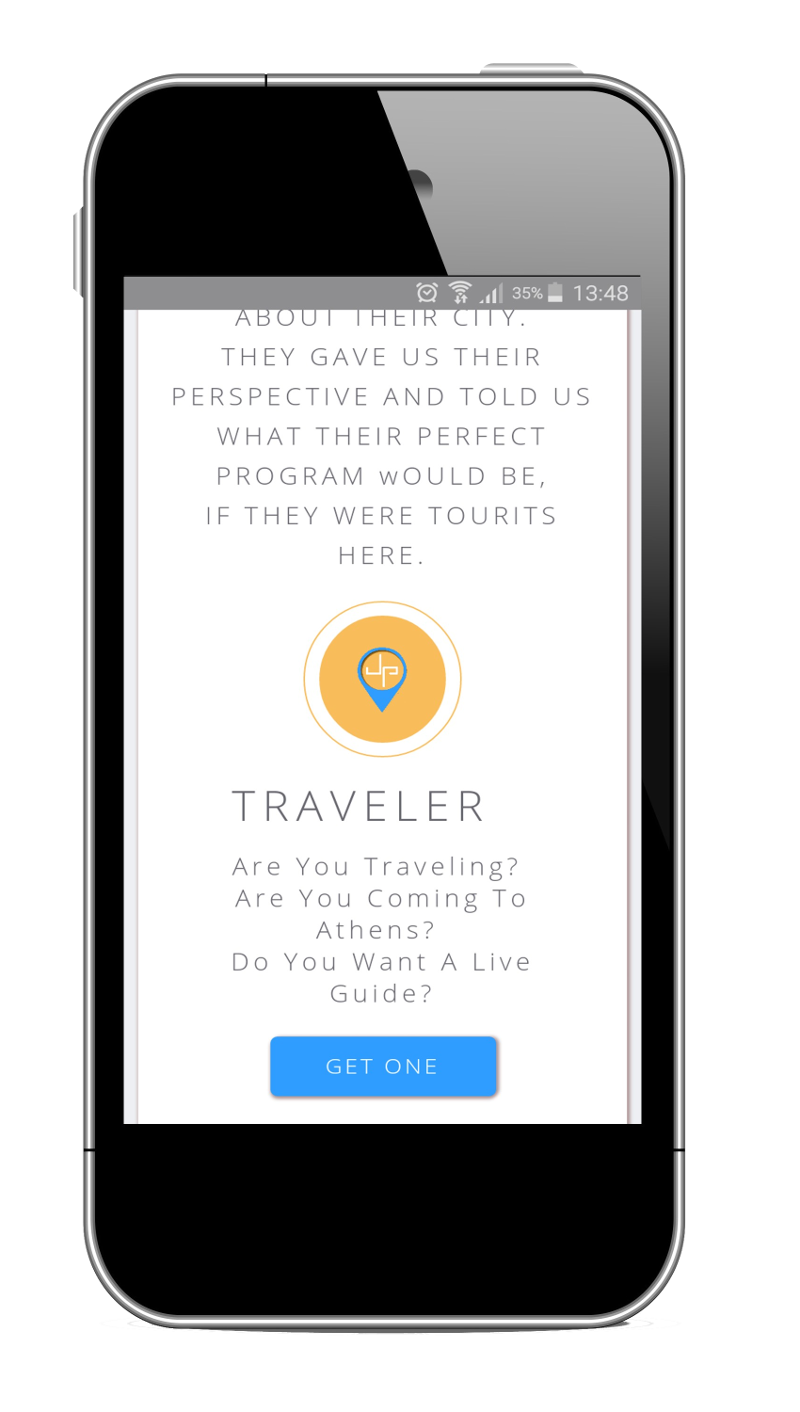 35% 13:48
ABOUT THEIR CITY.
THEY GAVE US THEIR
PERSPECTIVE AND TOLD US
WHAT THEIR PERFECT
PROGRAM wOULD BE,
IF THEY WERE TOURITS
HERE.
JP
TRAVELER
Are You Traveling?
Are You Coming To
Athens?
Do You Want A Live
Guide?
GET ONE